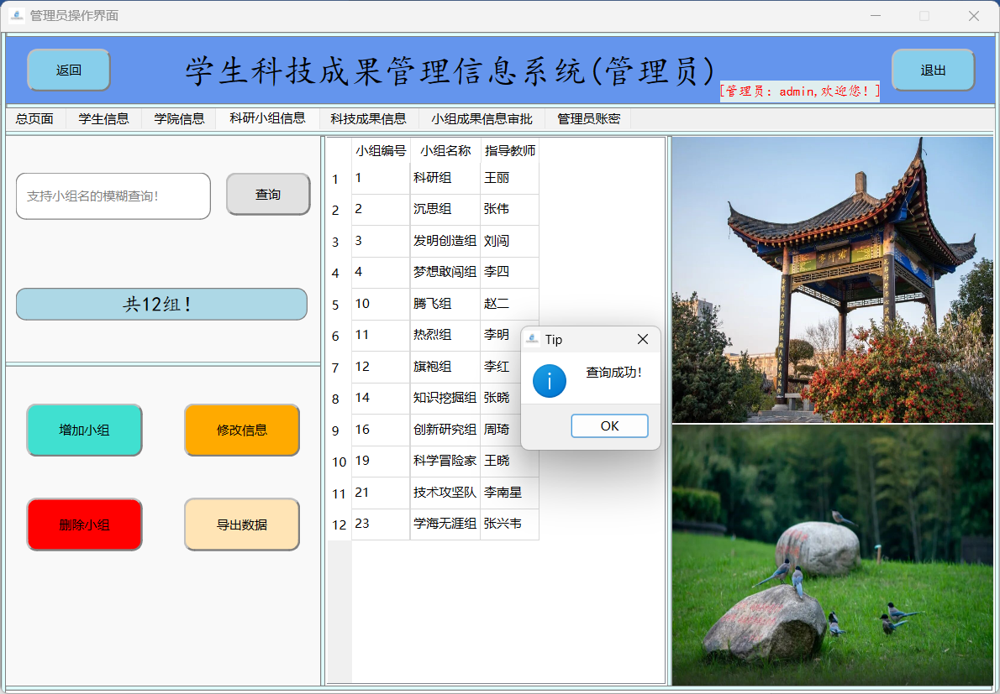 管理员操作界面
返回
学生科技成果管理信息系统(管理员)
[管理员: admin,欢迎您! ]
退出
总页面 学生信息 学院信息 科研小组信息 科技成果信息 小组成果信息审批 管理员账密
支持小组名的模糊查询!
查询
共12组!
增加小组 修改信息
删除小组 导出数据
小组编号 小组名称 指导教师
1 1 科研组 王丽
2 2 沉思组 张伟
3 3 发明创造组 刘闯
4 4 梦想敢闯组 李四
5 10 腾飞组 赵二
6 11 热烈组 李明
7 12 旗袍组 李红
8 14 知识挖掘组 张晓
9 16 创新研究组 周琦
10 19 科学冒险家 王晓
11 21 技术攻坚队 李南星
12 23 学海无涯组 张兴韦
Tip
查询成功!
OK